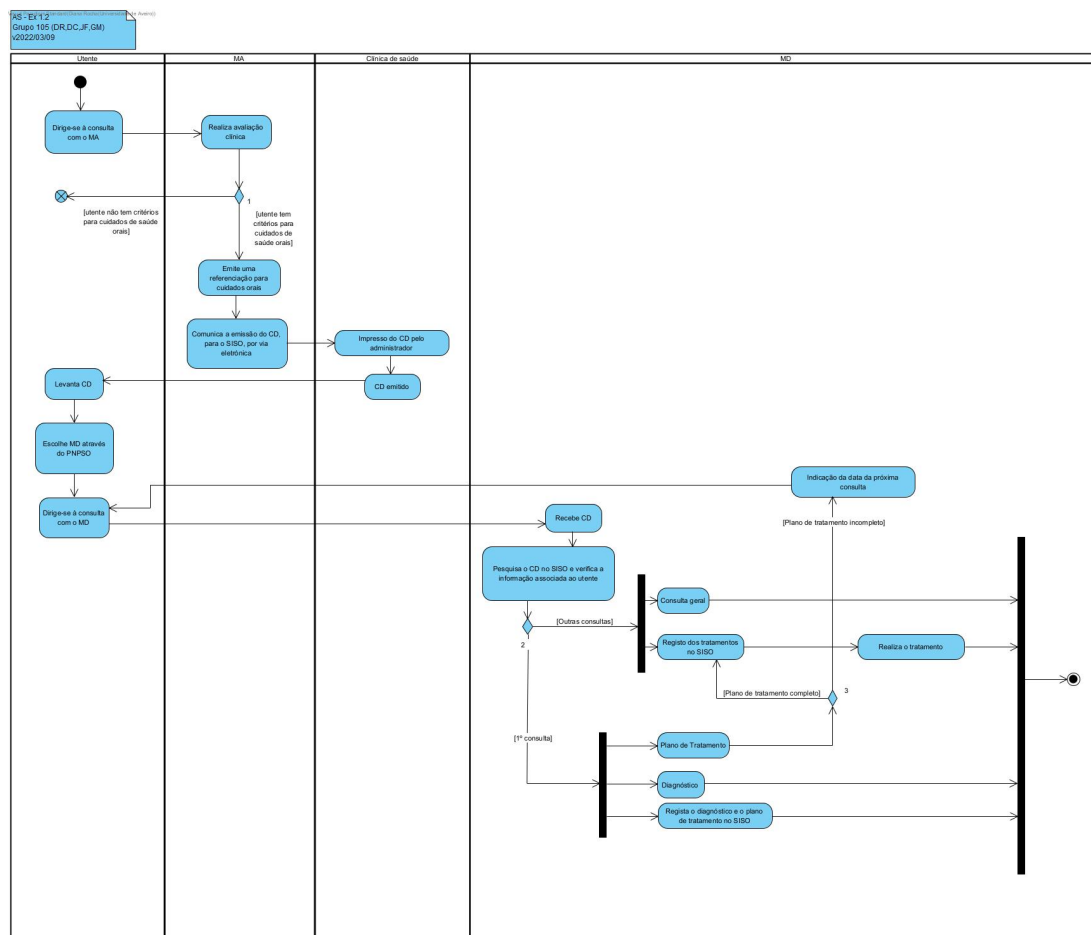 AS - Ex 1.2
Grupo 105 (DR,DC,JF,GM)
v2022/03/09
Utente
MA
Clínica de saúde
MD
Dirige-se à consulta
com o MA
Realiza avaliação
clínica
1
[utente não tem critérios
para cuidados de saúde
orais]
[utente tem
critérios para
cuidados de
saúde orais]
Emite uma
referenciação para
cuidados orais
Comunica a emissão do CD,
para o SISO, por via
eletrónica
Impresso do CD pelo
administrador
CD emitido
Levanta CD
Escolhe MD através
do PNPSO
Dirige-se à consulta
com o MD
Indicação da data da próxima
consulta
[Plano de tratamento incompleto]
Recebe CD
Pesquisa o CD no SISO e verifica a
informação associada ao utente
2
[Outras consultas]
Consulta geral
Registo dos tratamentos
no SISO
Realiza o tratamento
[Plano de tratamento completo]
3
[1º consulta]
Plano de Tratamento
Diagnóstico
Regista o diagnóstico e o plano
de tratamento no SISO